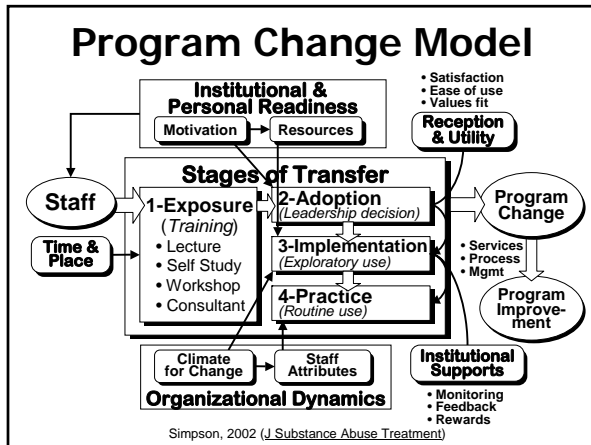 Program Change Model
Institutional &
Personal Readiness
Motivation
Resources
• Satisfaction
• Ease of use
• Values fit
Reception
& Utility
Stages of Transfer
Staff
1-Exposure
(Training)
• Lecture
• Self Study
• Workshop
• Consultant
2-Adoption
(Leadership decision)
3-Implementation
(Exploratory use)
4-Practice
(Routine use)
Program
Change
Time &
Place
• Services
• Process
• Mgmt
Program
Improve-
ment
Climate
for Change
Staff
Attributes
Organizational Dynamics
Institutional
Supports
• Monitoring
• Feedback
• Rewards
Simpson, 2002 (J Substance Abuse Treatment)